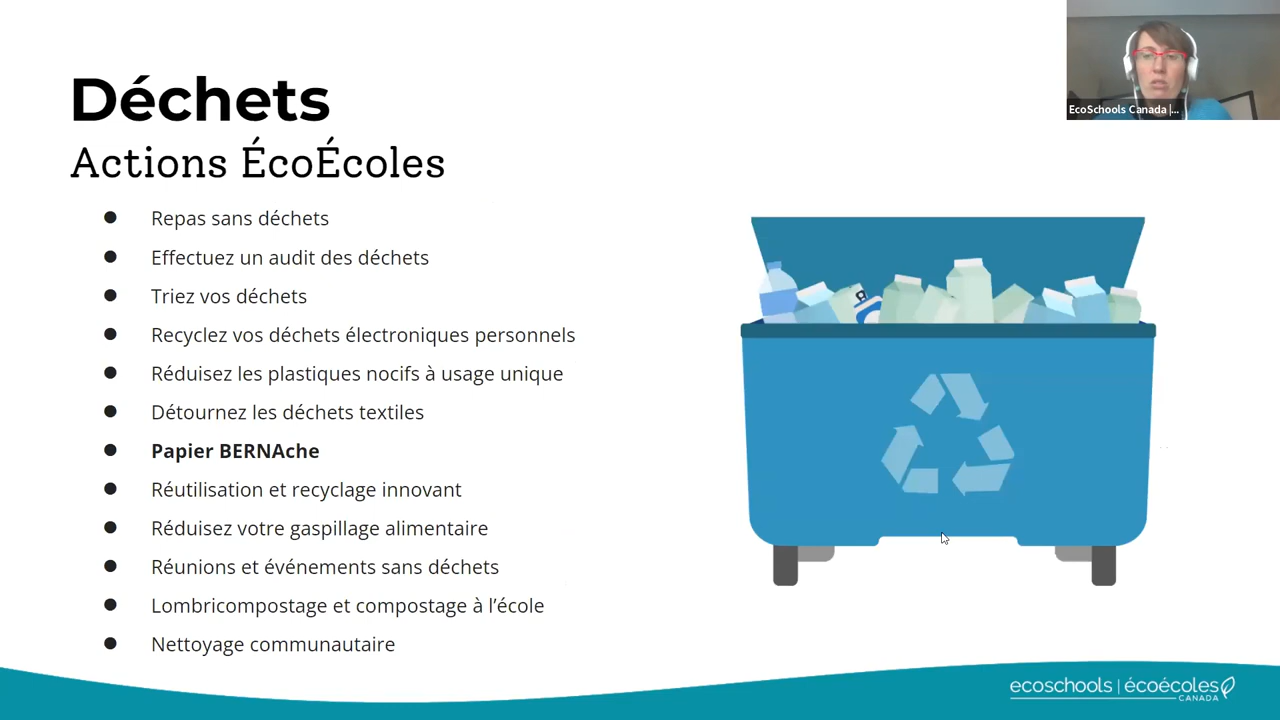 Déchets
Actions ÉcoÉcoles
EcoSchools Canada |...
Repas sans déchets
Effectuez un audit des déchets
Triez vos déchets
Recyclez vos déchets électroniques personnels
Réduisez les plastiques nocifs à usage unique
Détournez les déchets textiles
Papier BERNAche
Réutilisation et recyclage innovant
Réduisez votre gaspillage alimentaire
Réunions et événements sans déchets
Lombricompostage et compostage à l’école
Nettoyage communautaire
ecoschools | écoécoles
CANADA